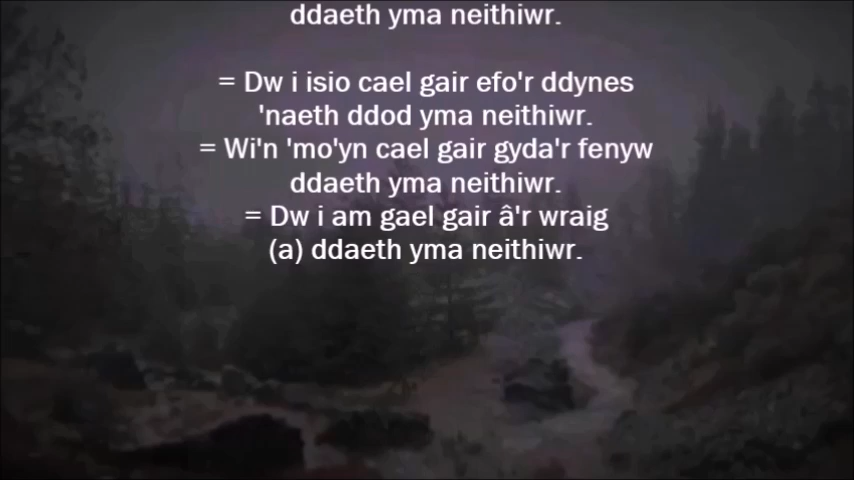 ddaeth yma neithiwr.
= Dw i isio cael gair efo'r ddynes
'naeth ddod yma neithiwr.
= Wi'n 'mo'yn cael gair gyda'r fenyw
ddaeth yma neithiwr.
= Dw i am gael gair â'r wraig
(a) ddaeth yma neithiwr.